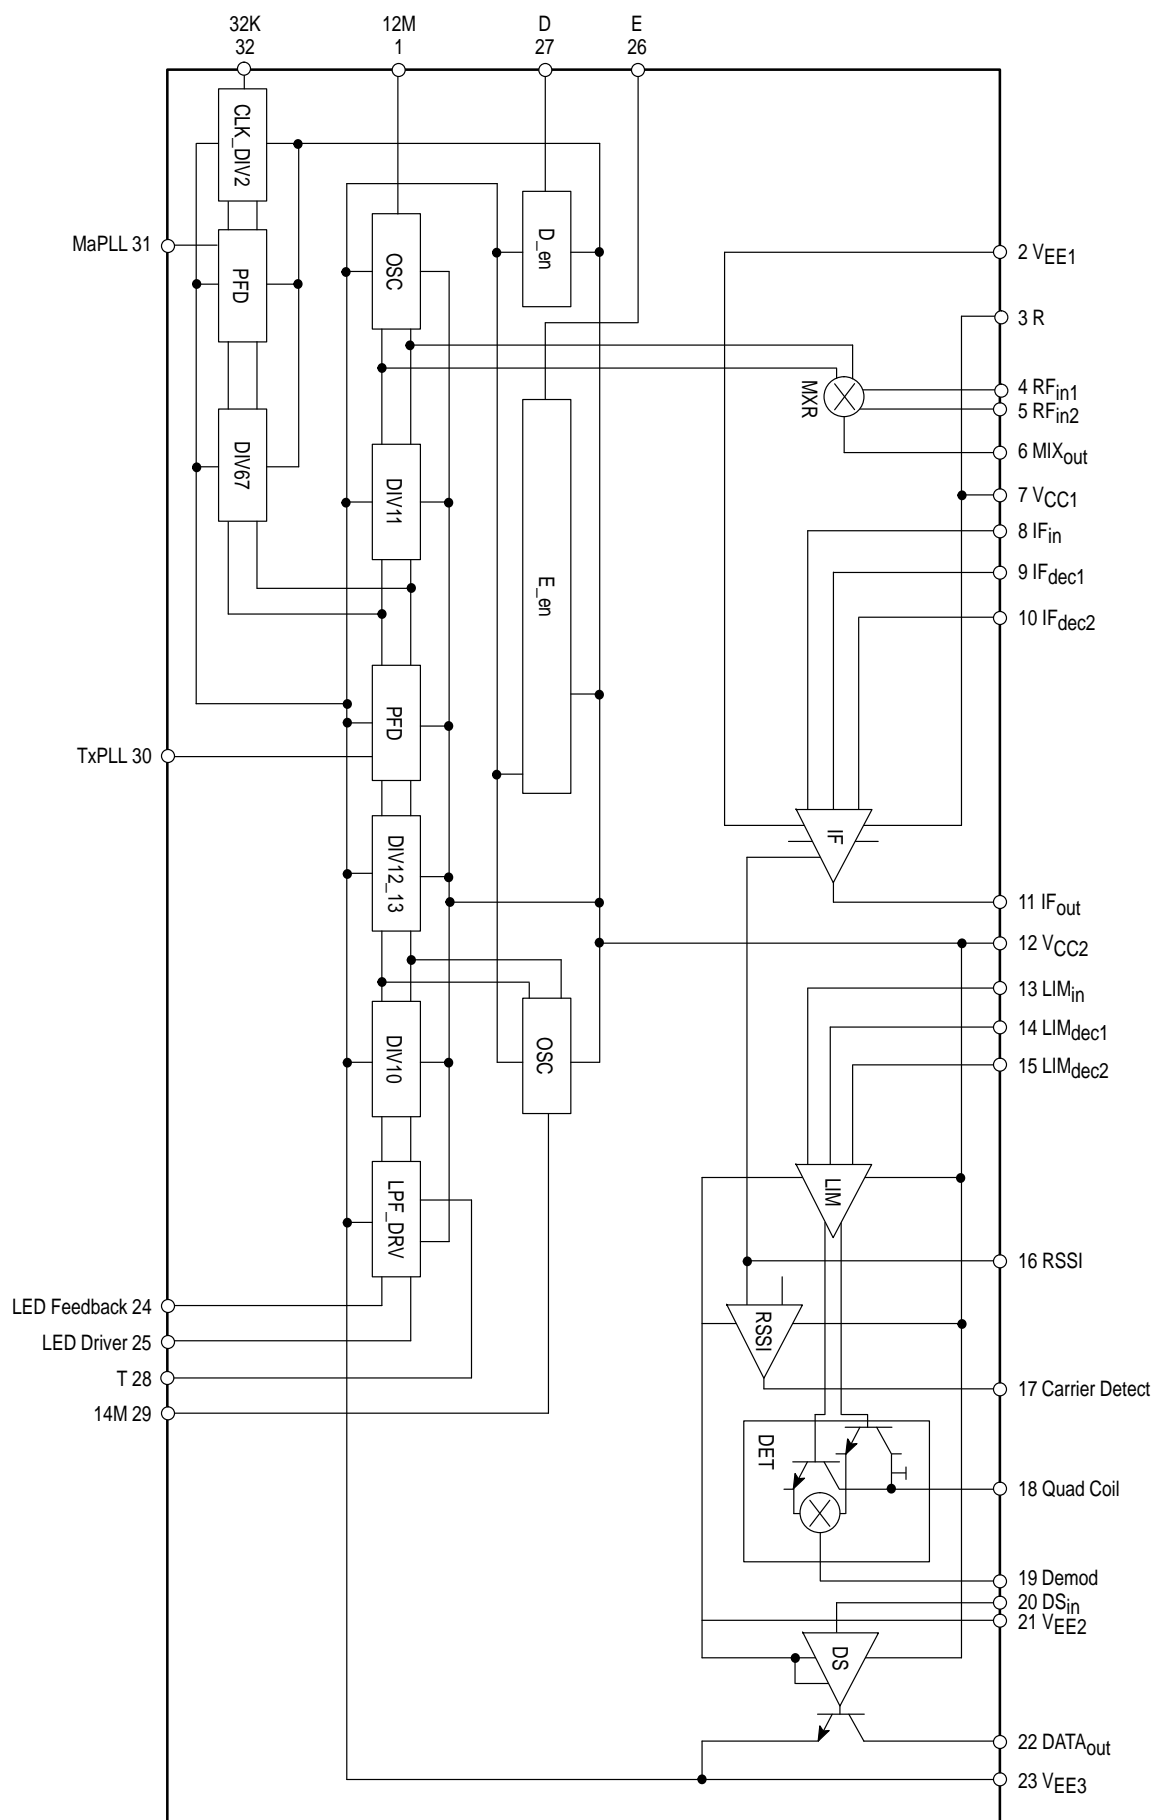 32K
32
12M
1
D
27
E
26
CLK_DIV2
MaPLL 31
PFD
DIV67
OSC
D_en
2 VEE1
3 R
MXR
4 RFin1
5 RFin2
6 MIXout
7 VCC1
8 IFin
9 IFdec1
10 IFdec2
DIV11
E_en
PFD
TxPLL 30
DIV12_13
IF
11 IFout
12 VCC2
13 LIMin
14 LIMdec1
15 LIMdec2
DIV10
OSC
LPF_DRV
LIM
16 RSSI
RSSI
LED Feedback 24
LED Driver 25
T 28
14M 29
17 Carrier Detect
DET
18 Quad Coil
19 Demod
20 DSin
21 VEE2
DS
22 DATAout
23 VEE3